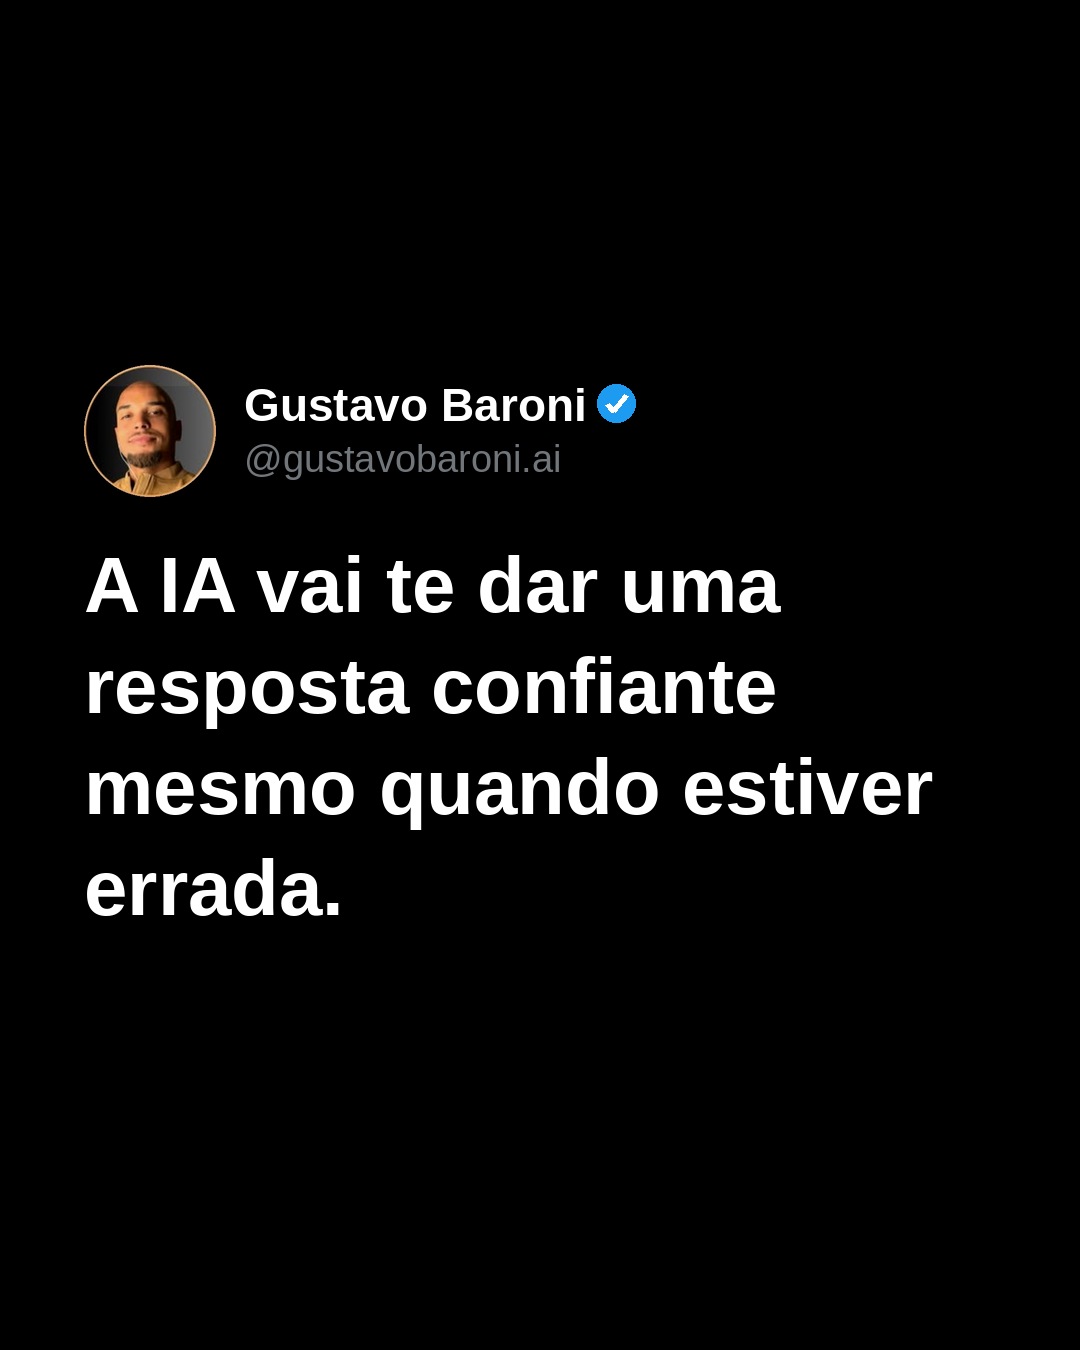 Gustavo Baroni
@gustavobaroni.ai
A IA vai te dar uma
resposta confiante
mesmo quando estiver
errada.